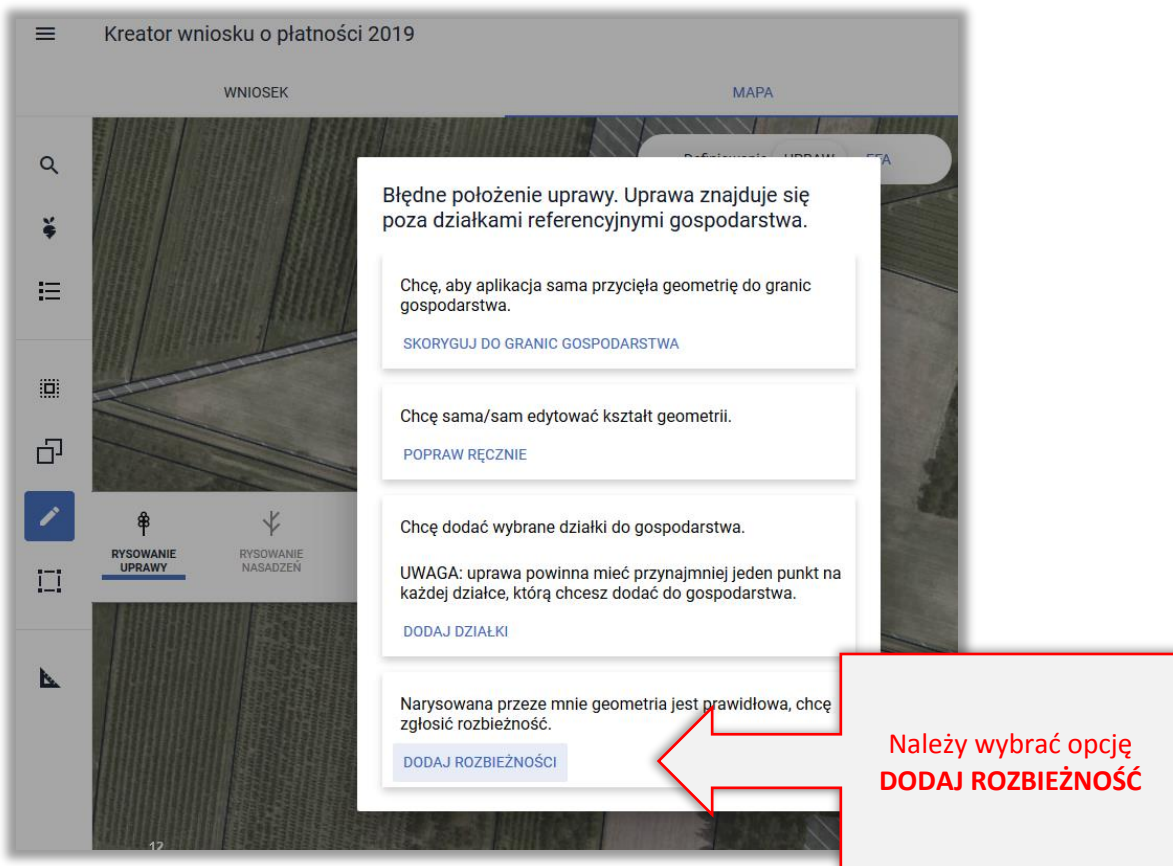 Kreator wniosku o płatności 2019
WNIOSEK
MAPA
Definiowanie UPRAW EFA
Błędne położenie uprawy. Uprawa znajduje się
poza działkami referencyjnymi gospodarstwa.
Chcę, aby aplikacja sama przycięła geometrię do granic
gospodarstwa.
SKORYGUJ DO GRANIC GOSPODARSTWA
Chcę sama/sam edytować kształt geometrii.
POPRAW RĘCZNIE
Chcę dodać wybrane działki do gospodarstwa.
UWAGA: uprawa powinna mieć przynajmniej jeden punkt na
każdej działce, którą chcesz dodać do gospodarstwa.
DODAJ DZIAŁKI
Narysowana przeze mnie geometria jest prawidłowa, chcę
zgłosić rozbieżność.
DODAJ ROZBIEŻNOŚCI
RYSOWANIE
UPRAWY
RYSOWANIE
NASADZEŃ
12
Należy wybrać opcję
DODAJ ROZBIEŻNOŚĆ